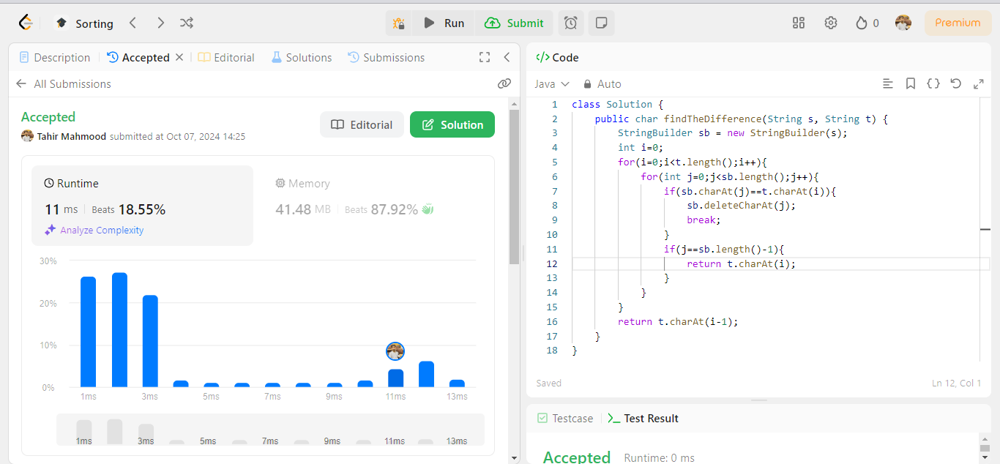 Sorting
Run
Submit
0
Premium
Description
Accepted
Editorial
Solutions
Submissions
All Submissions
Accepted
Tahir Mahmood submitted at Oct 07, 2024 14:25
Editorial
Solution
Runtime
11 ms Beats 18.55%
Analyze Complexity
Memory
41.48 MB Beats 87.92%
30%
20%
10%
0%
1ms 3ms 5ms 7ms 9ms 11ms 13ms
1ms 3ms 5ms 7ms 9ms 11ms 13ms
</> Code
Java Auto
1 class Solution {
2 public char findTheDifference(String s, String t) {
3 StringBuilder sb = new StringBuilder(s);
4 int i=0;
5 for(i=0;i<t.length();i++){
6 for(int j=0;j<sb.length();j++){
7 if(sb.charAt(j)==t.charAt(i)){
8 sb.deleteCharAt(j);
9 break;
10 }
11 if(j==sb.length()-1){
12 return t.charAt(i);
13 }
14 }
15 }
16 return t.charAt(i-1);
17 }
18 }
Saved
Ln 12, Col 1
Testcase
Test Result
Accepted Runtime: 0 ms